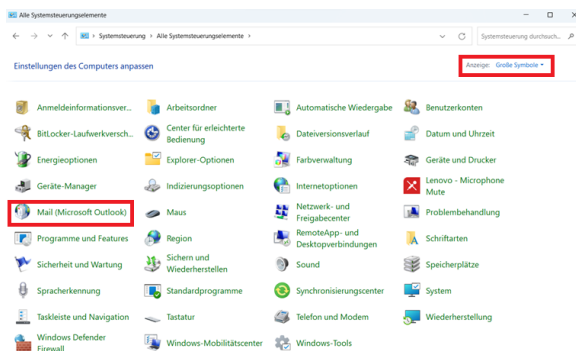 Alle Systemsteuerungselemente
Systemsteuerung > Alle Systemsteuerungselemente >
Systemsteuerung durchsuch...
Einstellungen des Computers anpassen
Anzeige: Große Symbole
Anmeldeinformationsver...
Arbeitsordner
Automatische Wiedergabe
Benutzerkonten
BitLocker-Laufwerkversch...
Center für erleichterte
Bedienung
Dateiversionsverlauf
Datum und Uhrzeit
Energieoptionen
Explorer-Optionen
Farbverwaltung
Geräte und Drucker
Geräte-Manager
Indizierungsoptionen
Internetoptionen
Lenovo - Microphone
Mute
Mail (Microsoft Outlook)
Maus
Netzwerk- und
Freigabecenter
Problembehandlung
Programme und Features
Region
RemoteApp- und
Desktopverbindungen
Schriftarten
Sicherheit und Wartung
Sichern und
Wiederherstellen
Sound
Speicherplätze
Spracherkennung
Standardprogramme
Synchronisierungscenter
System
Taskleiste und Navigation
Tastatur
Telefon und Modem
Wiederherstellung
Windows Defender
Firewall
Windows-Mobilitätscenter
Windows-Tools